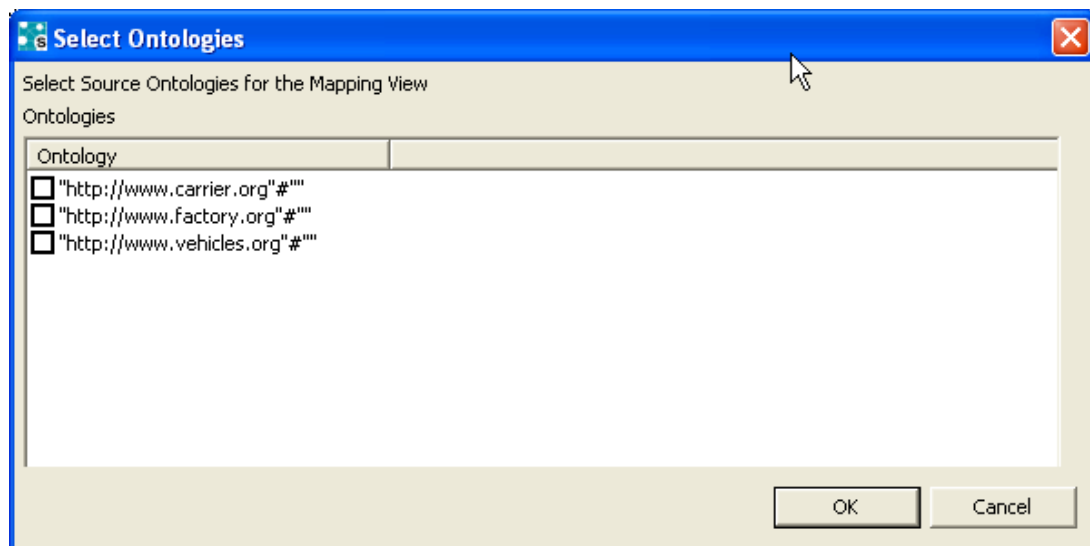 Select Ontologies
Select Source Ontologies for the Mapping View
Ontologies
Ontology
"http://www.carrier.org"#""
"http://www.factory.org"#""
"http://www.vehicles.org"#""
OK Cancel